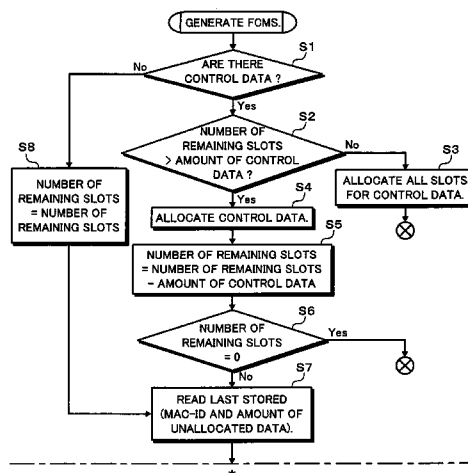 GENERATE FCMS.
S1
ARE THERE
CONTROL DATA ?
No
Yes
S2
NUMBER OF
REMAINING SLOTS
> AMOUNT OF CONTROL
DATA ?
No
Yes
S3
ALLOCATE ALL SLOTS
FOR CONTROL DATA.
S8
NUMBER OF
REMAINING SLOTS
= NUMBER OF
REMAINING SLOTS
S4
ALLOCATE CONTROL DATA.
S5
NUMBER OF REMAINING SLOTS
= NUMBER OF REMAINING SLOTS
− AMOUNT OF CONTROL DATA
S6
NUMBER OF
REMAINING SLOTS
= 0
Yes
No
S7
READ LAST STORED
(MAC-ID AND AMOUNT OF
UNALLOCATED DATA).